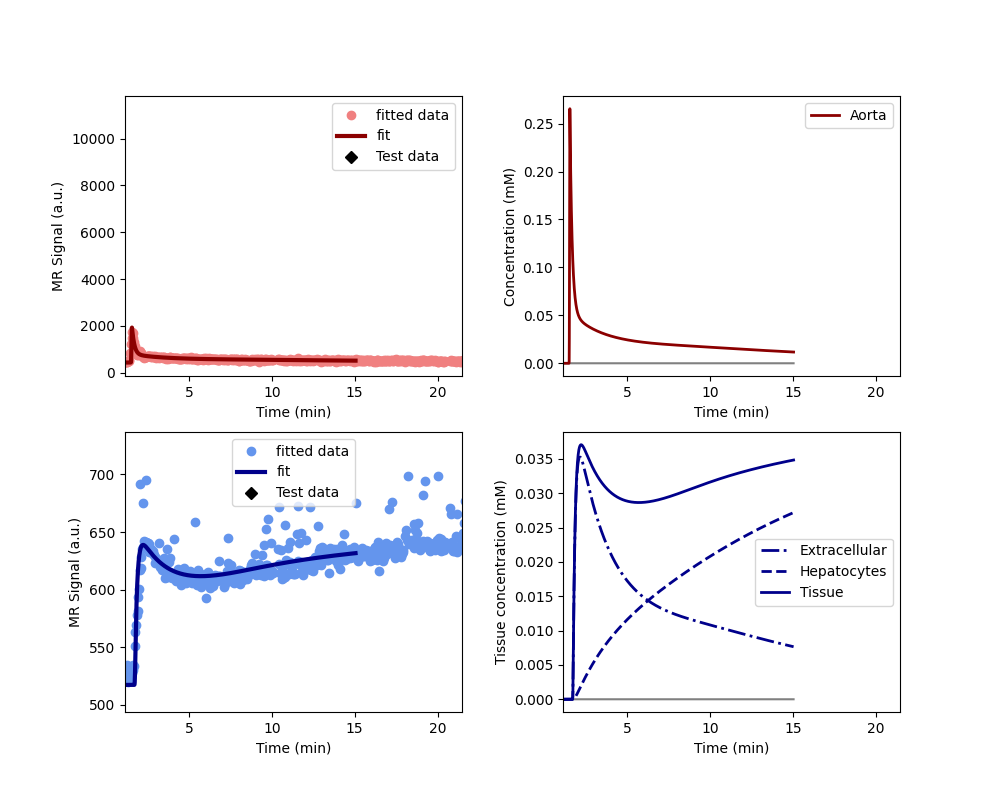 10000
8000
6000
4000
2000
0
MR Signal (a.u.)
5
10
15
20
Time (min)
fitted data
fit
Test data
0.25
0.20
0.15
0.10
0.05
0.00
Concentration (mM)
5
10
15
20
Time (min)
Aorta
700
650
600
550
500
MR Signal (a.u.)
5
10
15
20
Time (min)
fitted data
fit
Test data
0.035
0.030
0.025
0.020
0.015
0.010
0.005
0.000
Tissue concentration (mM)
5
10
15
20
Time (min)
Extracellular
Hepatocytes
Tissue